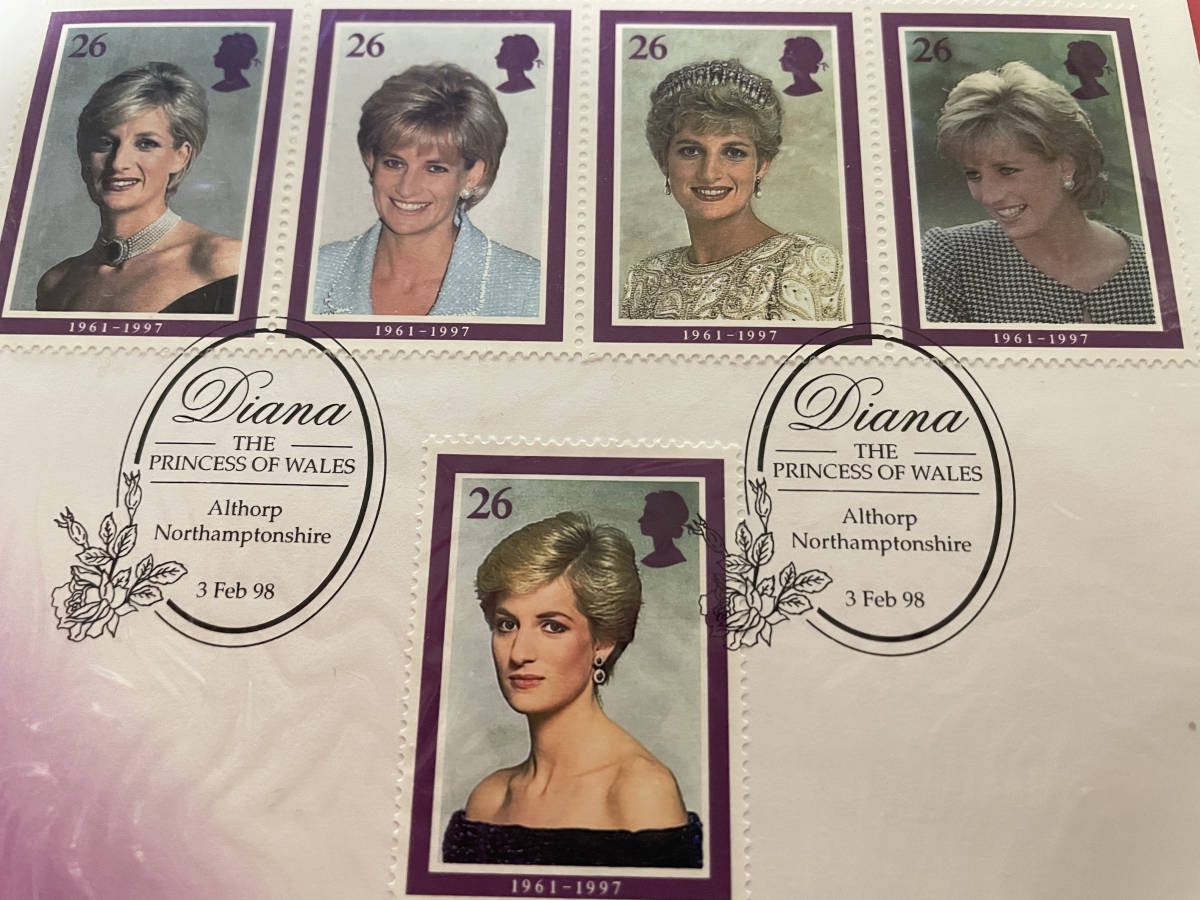 26
26
26
26
1961-1997
1961-1997
1961-1997
1961-1997
Diana
THE
PRINCESS OF WALES
Althorp
Northamptonshire
3 Feb 98
Diana
THE
PRINCESS OF WALES
Althorp
Northamptonshire
3 Feb 98
26
1961-1997